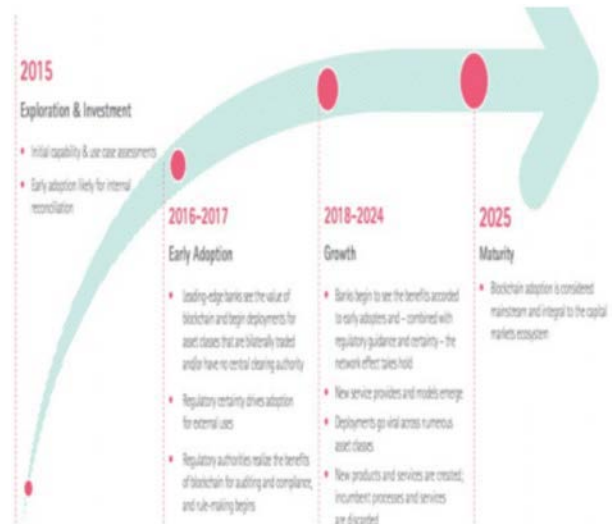 2015
Exploration & Investment
• Initial capability & use case assessments
• Early adoption likely for internal
reconciliation
2016-2017
Early Adoption
• Leading-edge banks see the value of
blockchain and begin deployments for
asset classes that are bilaterally traded
and/or have no central clearing authority
• Regulatory certainty drives adoption
for external uses
• Regulatory authorities realize the benefits
of blockchain for auditing and compliance,
and rule-making begins
2018-2024
Growth
• Banks begin to see the benefits accorded
to early adopters and – combined with
regulatory guidance and certainty – the
network effect takes hold
• New service providers and models emerge
• Deployments go viral across numerous
asset classes
• New products and services are created;
incumbent processes and services
are discarded
2025
Maturity
• Blockchain adoption is considered
mainstream and integral to the capital
markets ecosystem